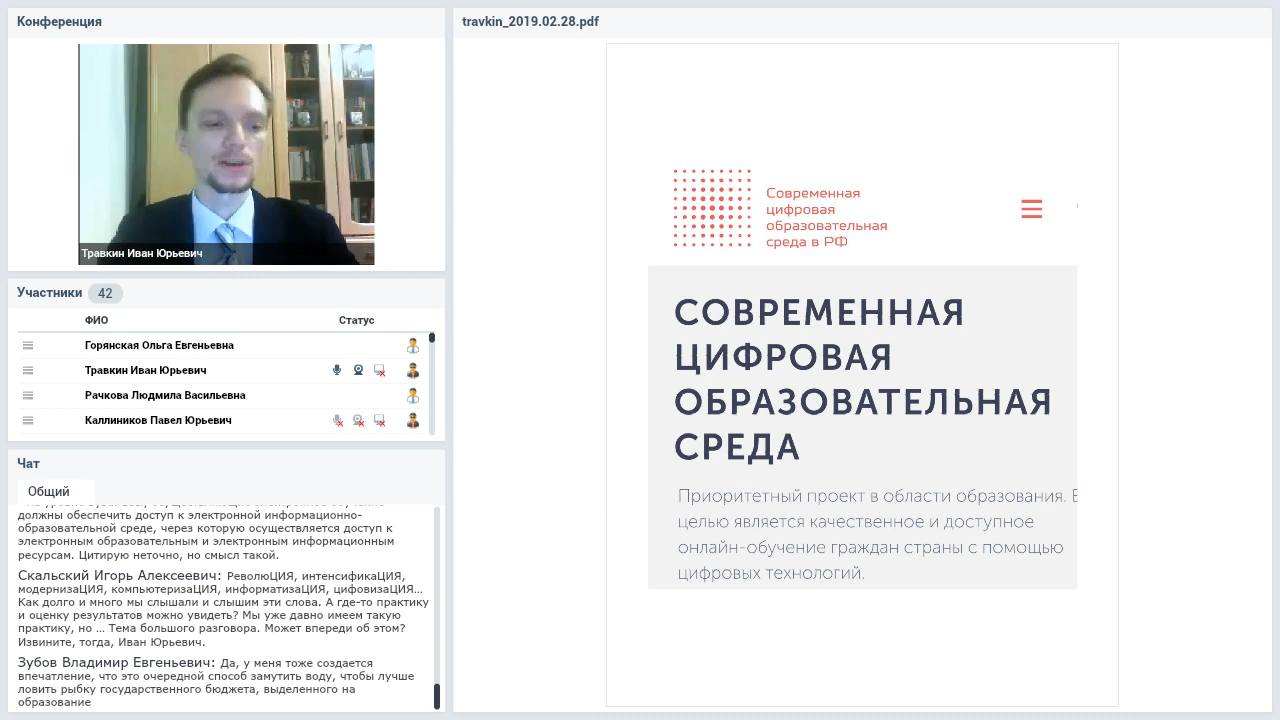 Конференция
Травкин Иван Юрьевич
Участники 42
ФИО Статус
Горянская Ольга Евгеньевна
Травкин Иван Юрьевич
Рачкова Людмила Васильевна
Каллиников Павел Юрьевич
Чат
Общий
должны обеспечить доступ к электронной информационно-
образовательной среде, через которую осуществляется доступ к
электронным образовательным и электронным информационным
ресурсам. Цитирую неточно, но смысл такой.
Скальский Игорь Алексеевич: РеволюЦИЯ, интенсификаЦИЯ,
модернизаЦИЯ, компьютеризаЦИЯ, информатизаЦИЯ, цифовизаЦИЯ...
Как долго и много мы слышали и слышим эти слова. А где-то практику
и оценку результатов можно увидеть? Мы уже давно имеем такую
практику, но ... Тема большого разговора. Может впереди об этом?
Извините, тогда, Иван Юрьевич.
Зубов Владимир Евгеньевич: Да, у меня тоже создается
впечатление, что это очередной способ замутить воду, чтобы лучше
ловить рыбку государственного бюджета, выделенного на
образование
travkin_2019.02.28.pdf
Современная
цифровая
образовательная
среда в РФ
СОВРЕМЕННАЯ
ЦИФРОВАЯ
ОБРАЗОВАТЕЛЬНАЯ
СРЕДА
Приоритетный проект в области образования.
целью является качественное и доступное
онлайн-обучение граждан страны с помощью
цифровых технологий.